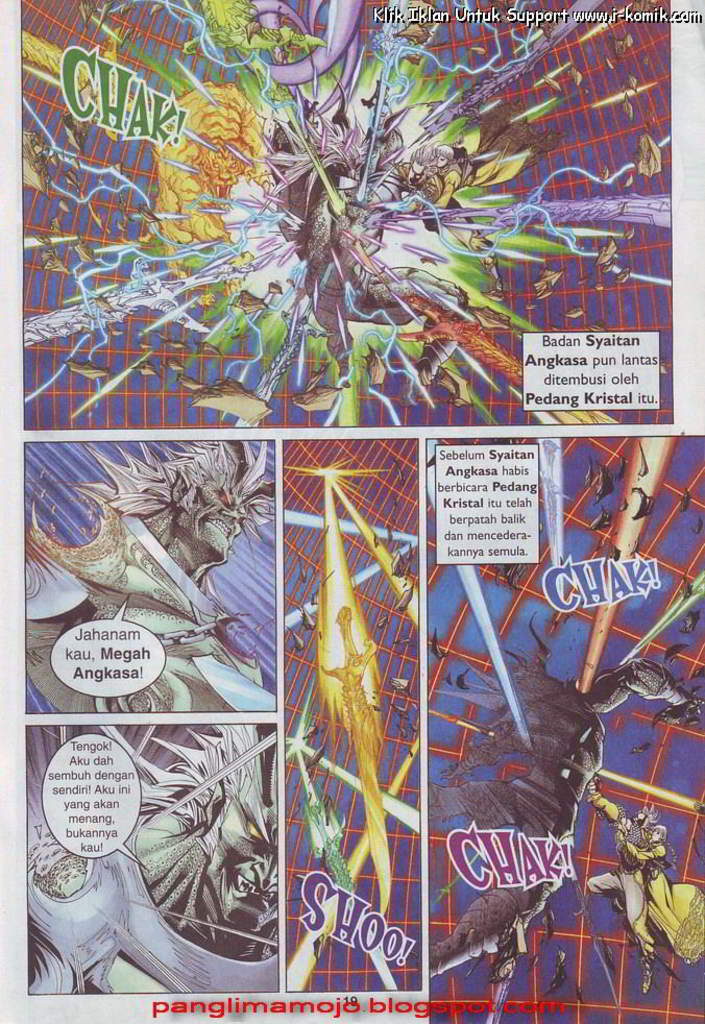 Klik Iklan Untuk Support www.i-komik.com
CHAK!
Badan Syaitan
Angkasa pun lantas
ditembusi oleh
Pedang Kristal itu.
Jahanam
kau, Megah
Angkasa!
Tengok!
Aku dah
sembuh dengan
sendiri! Aku ini
yang akan
menang,
bukannya
kau!
SHOO!
Sebelum Syaitan
Angkasa habis
berbicara Pedang
Kristal itu telah
berpatah balik
dan mencedera-
kannya semula.
CHAK!
CHAK!
19
panglimamojo.blogspot.com